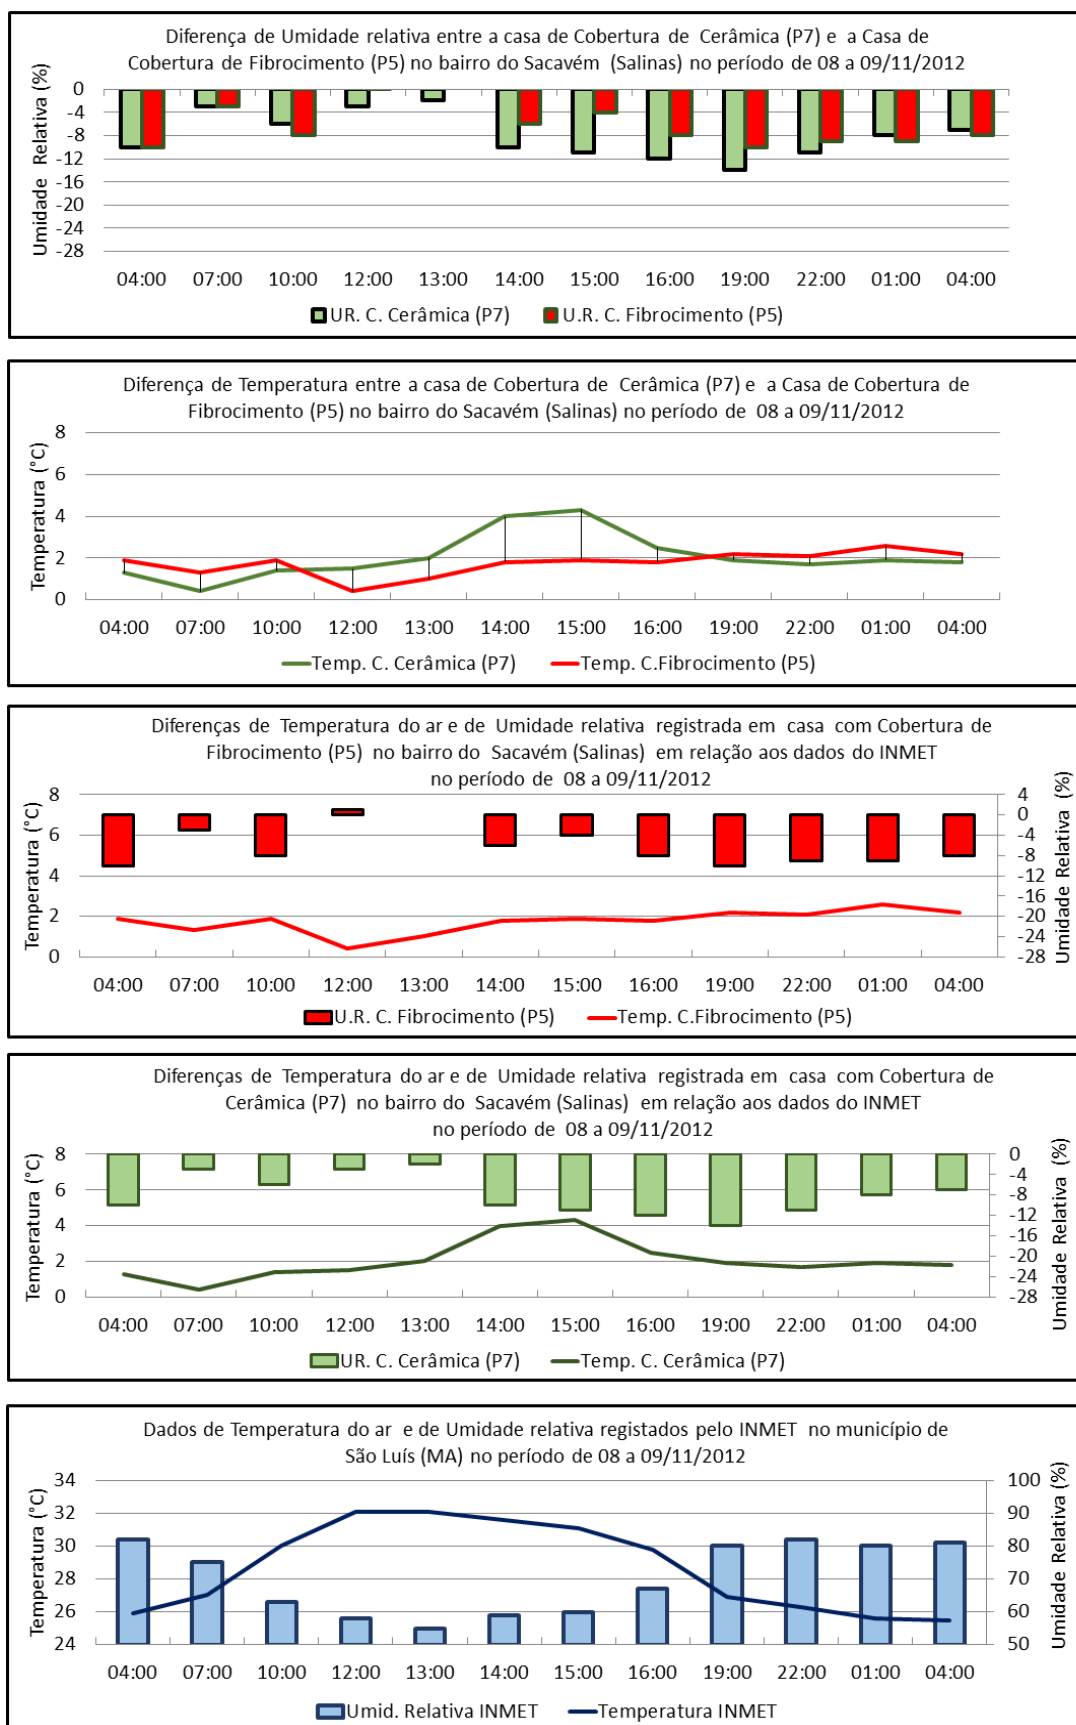 Diferença de Umidade relativa entre a casa de Cobertura de Cerâmica (P7) e a Casa de
Cobertura de Fibrocimento (P5) no bairro do Sacavém (Salinas) no período de 08 a 09/11/2012
Umidade Relativa (%)
0
-4
-8
-12
-16
-20
-24
-28
04:00 07:00 10:00 12:00 13:00 14:00 15:00 16:00 19:00 22:00 01:00 04:00
UR. C. Cerâmica (P7) U.R. C. Fibrocimento (P5)
Diferença de Temperatura entre a casa de Cobertura de Cerâmica (P7) e a Casa de Cobertura de
Fibrocimento (P5) no bairro do Sacavém (Salinas) no período de 08 a 09/11/2012
Temperatura (°C)
8
6
4
2
0
04:00 07:00 10:00 12:00 13:00 14:00 15:00 16:00 19:00 22:00 01:00 04:00
Temp. C. Cerâmica (P7) Temp. C.Fibrocimento (P5)
Diferenças de Temperatura do ar e de Umidade relativa registrada em casa com Cobertura de
Fibrocimento (P5) no bairro do Sacavém (Salinas) em relação aos dados do INMET
no período de 08 a 09/11/2012
Temperatura (°C)
8
6
4
2
0
4
0
-4
-8
-12
-16
-20
-24
-28
Umidade Relativa (%)
04:00 07:00 10:00 12:00 13:00 14:00 15:00 16:00 19:00 22:00 01:00 04:00
U.R. C. Fibrocimento (P5) Temp. C.Fibrocimento (P5)
Diferenças de Temperatura do ar e de Umidade relativa registrada em casa com Cobertura de
Cerâmica (P7) no bairro do Sacavém (Salinas) em relação aos dados do INMET
no período de 08 a 09/11/2012
Temperatura (°C)
8
6
4
2
0
0
-4
-8
-12
-16
-20
-24
-28
Umidade Relativa (%)
04:00 07:00 10:00 12:00 13:00 14:00 15:00 16:00 19:00 22:00 01:00 04:00
UR. C. Cerâmica (P7) Temp. C. Cerâmica (P7)
Dados de Temperatura do ar e de Umidade relativa registados pelo INMET no município de
São Luís (MA) no período de 08 a 09/11/2012
Temperatura (°C)
34
32
30
28
26
24
100
90
80
70
60
50
Umidade Relativa (%)
04:00 07:00 10:00 12:00 13:00 14:00 15:00 16:00 19:00 22:00 01:00 04:00
Umid. Relativa INMET Temperatura INMET